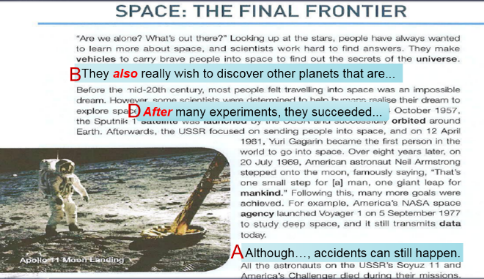 SPACE: THE FINAL FRONTIER
"Are we alone? What's out there?" Looking up at the stars, people have always wanted
to learn more about space, and scientists work hard to find answers. They make
vehicles to carry brave people into space to find out the secrets of the universe.
B They also really wish to discover other planets that are...
Before the mid-20th century, most people felt travelling into space was an impossible
dream. However, some scientists were determined to help humans realise their dream to
explore space. D After many experiments, they succeeded... October 1957,
the Sputnik 1 satellite was launched by the USSR and successfully orbited around
Earth. Afterwards, the USSR focused on sending people into space, and on 12 April
1961, Yuri Gagarin became the first person in the
world to go into space. Over eight years later, on
20 July 1969, American astronaut Neil Armstrong
stepped onto the moon, famously saying, "That's
one small step for [a] man, one giant leap for
mankind." Following this, many more goals were
achieved. For example, America's NASA space
agency launched Voyager 1 on 5 September 1977
to study deep space, and it still transmits data
today.
Apollo 11 Moon Landing
A Although..., accidents can still happen.
All the astronauts on the USSR's Soyuz 11 and
America's Challenger died during their missions.